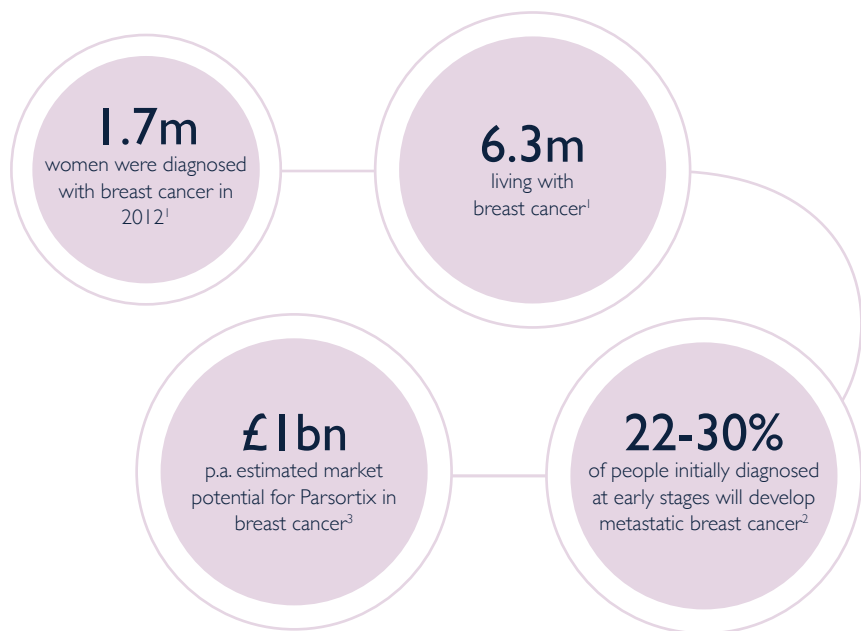 1.7m
women were diagnosed
with breast cancer in
2012¹
6.3m
living with
breast cancer¹
22-30%
of people initially diagnosed
at early stages will develop
metastatic breast cancer²
£1bn
p.a. estimated market
potential for Parsortix in
breast cancer³